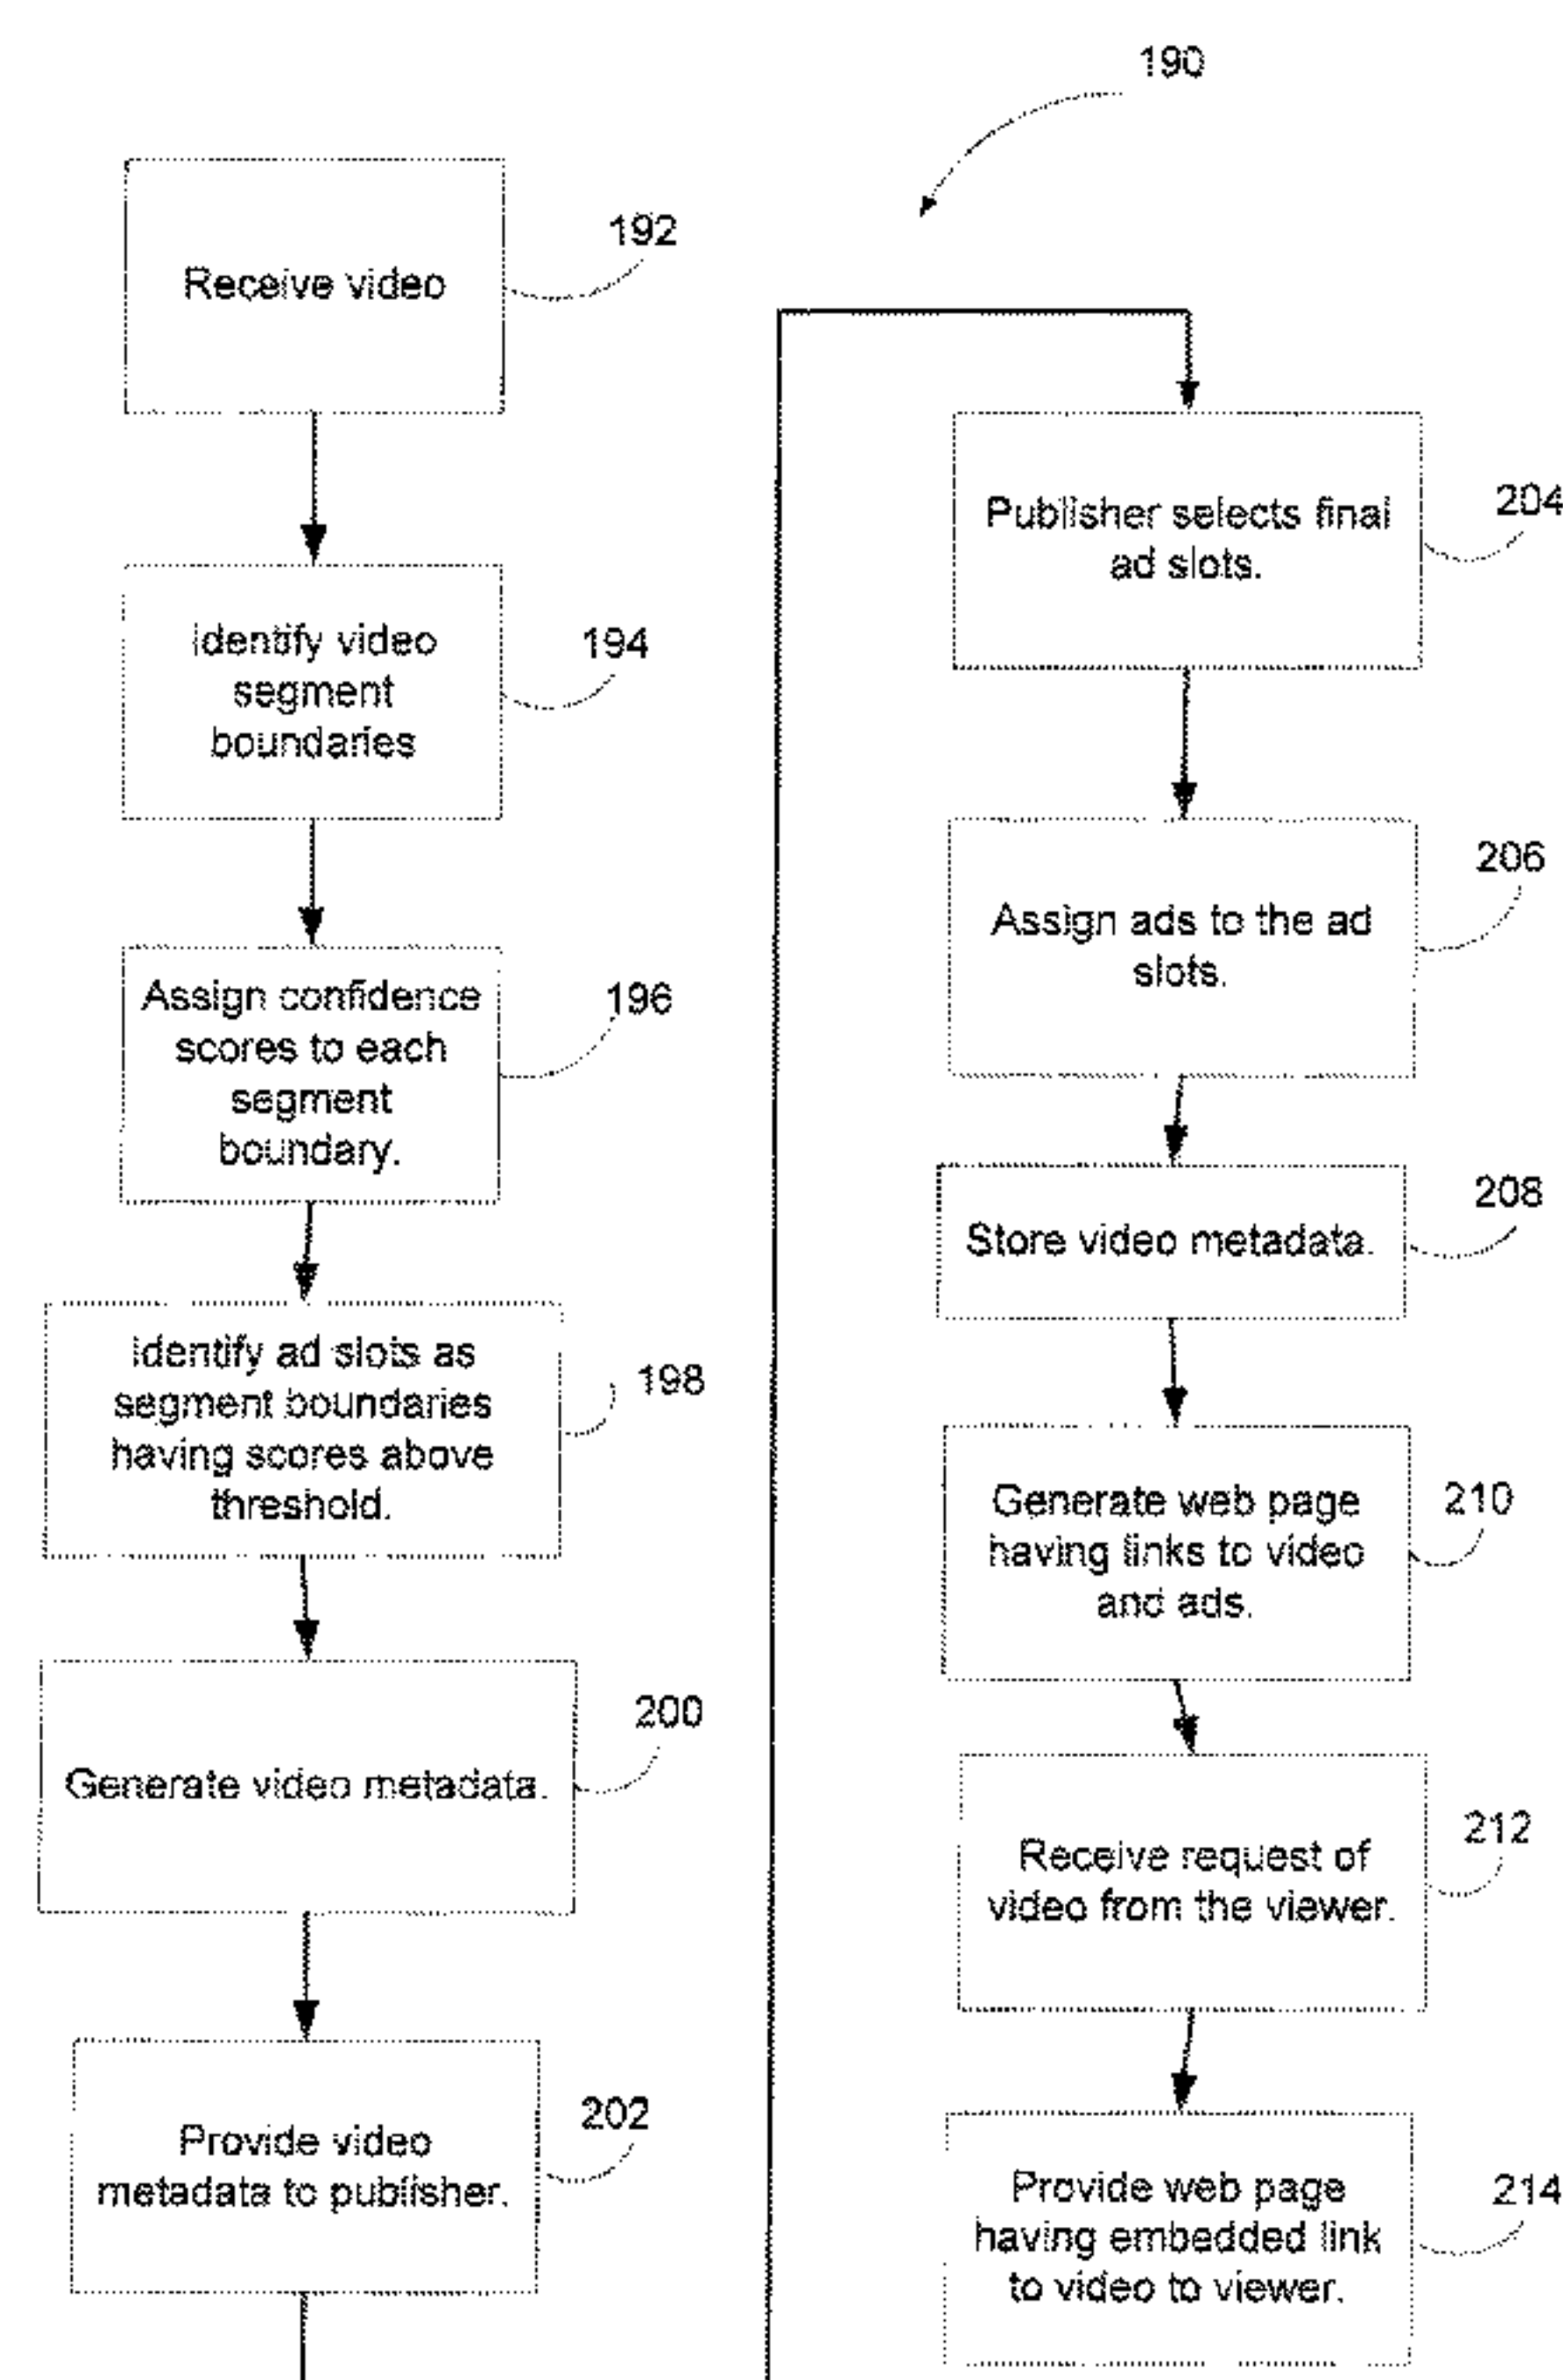 190
Receive video
192
Identify video
segment
boundaries
194
Assign confidence
scores to each
segment
boundary.
196
Identify ad slots as
segment boundaries
having scores above
threshold.
198
Generate video metadata.
200
Provide video
metadata to publisher.
202
Publisher selects final
ad slots.
204
Assign ads to the ad
slots.
206
Store video metadata.
208
Generate web page
having links to video
and ads.
210
Receive request of
video from the viewer.
212
Provide web page
having embedded link
to video to viewer.
214